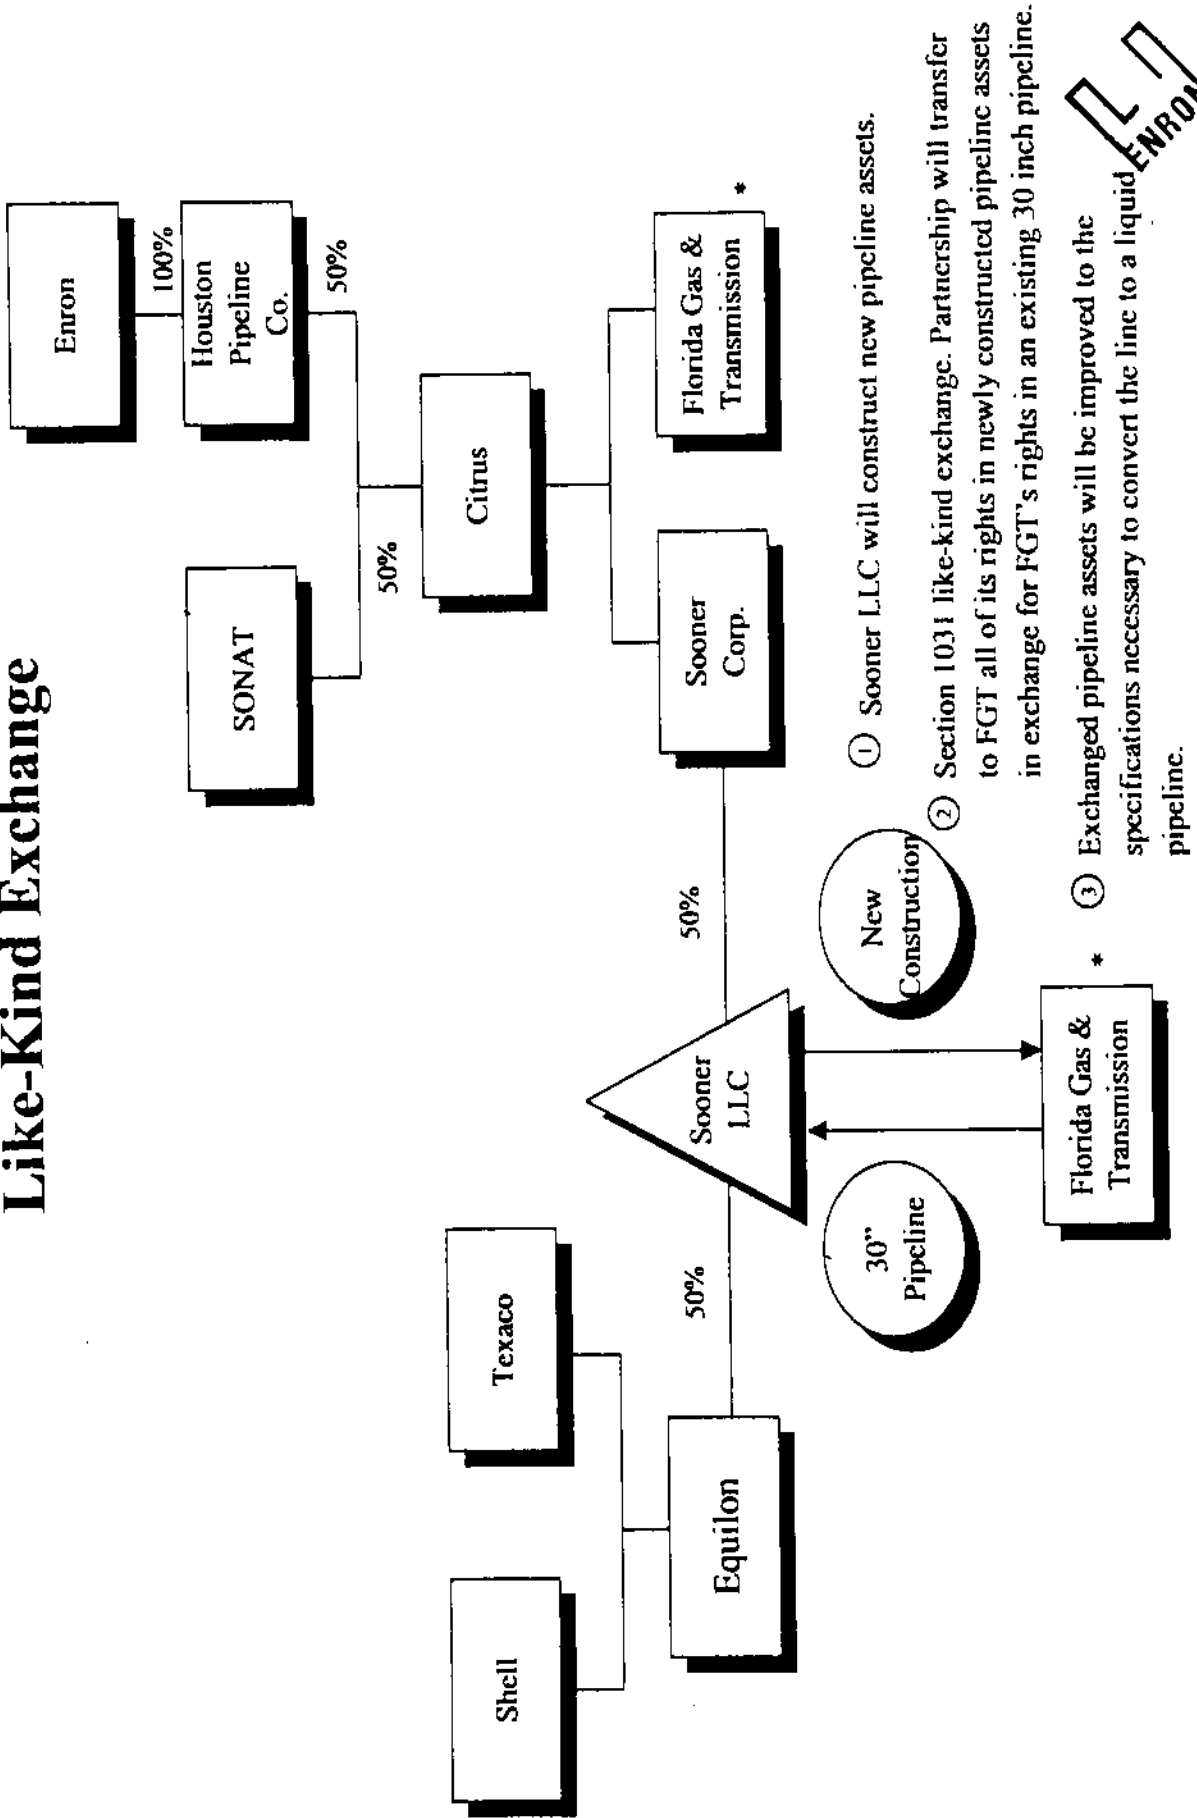 Like-Kind Exchange
Enron
100%
Houston
Pipeline
Co.
50%
SONAT
50%
Citrus
Sooner
Corp.
Florida Gas &
Transmission
*
Shell
Texaco
Equilon
50%
Sooner
LLC
50%
30”
Pipeline
New
Construction
Florida Gas &
Transmission
*
1 Sooner LLC will construct new pipeline assets.
2 Section 1031 like-kind exchange. Partnership will transfer
to FGT all of its rights in newly constructed pipeline assets
in exchange for FGT's rights in an existing 30 inch pipeline.
3 Exchanged pipeline assets will be improved to the
specifications necessary to convert the line to a liquid
pipeline.
ENRON